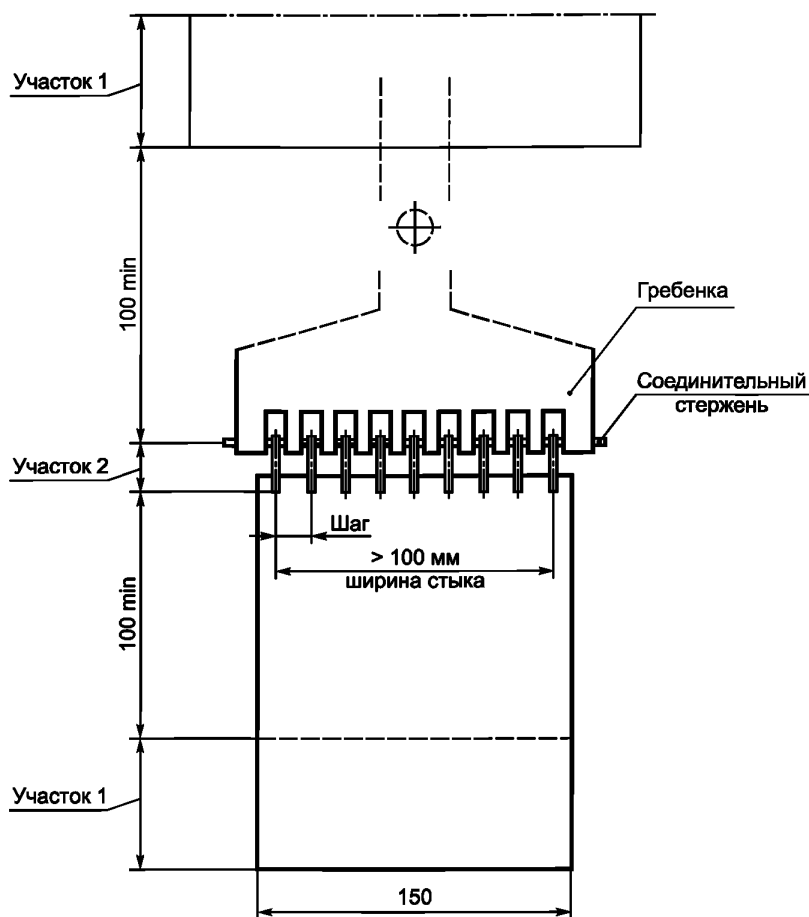 Участок 1
100 min
Гребенка
Соединительный
стержень
Участок 2
Шаг
> 100 мм
ширина стыка
100 min
Участок 1
150